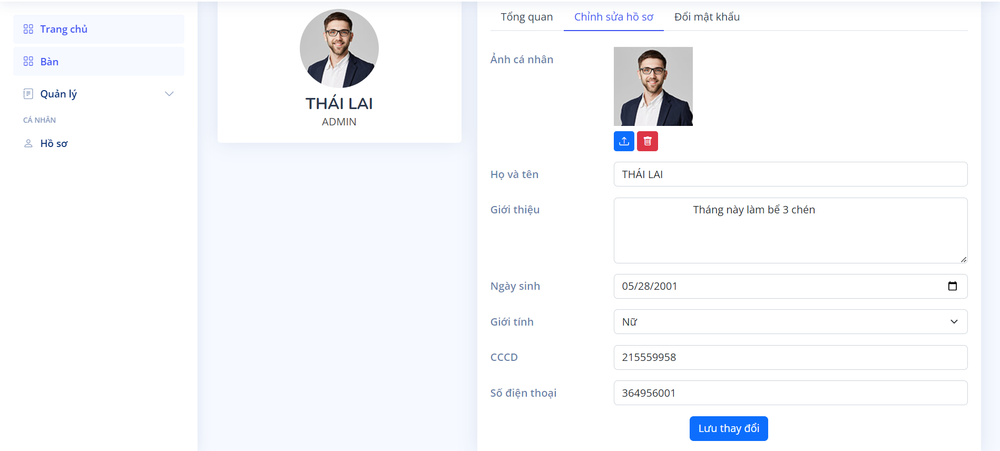 Trang chủ
Bàn
Quản lý
CÁ NHÂN
Hồ sơ
THÁI LAI
ADMIN
Tổng quan
Chỉnh sửa hồ sơ
Đổi mật khẩu
Ảnh cá nhân
Họ và tên
THÁI LAI
Giới thiệu
Tháng này làm bể 3 chén
Ngày sinh
05/28/2001
Giới tính
Nữ
CCCD
215559958
Số điện thoại
364956001
Lưu thay đổi